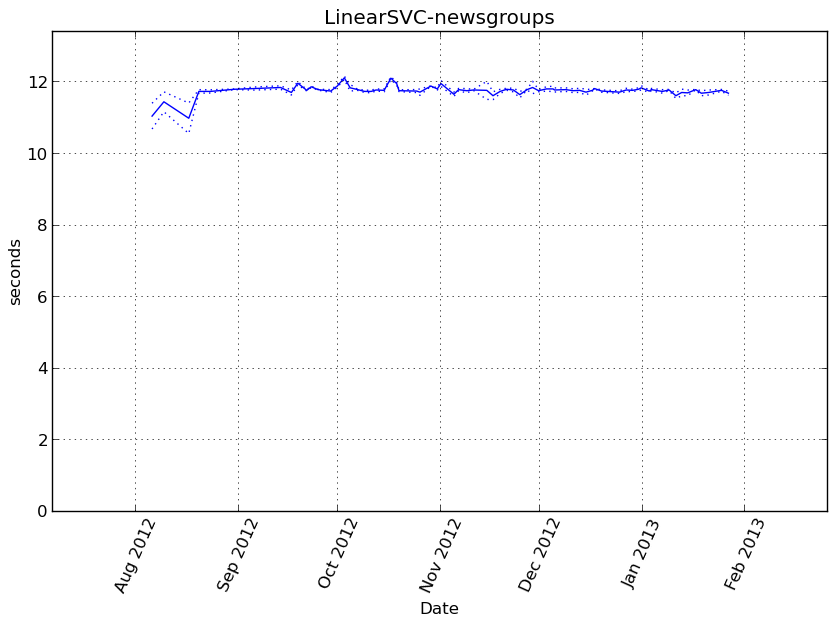 LinearSVC-newsgroups
12
10
8
6
4
2
0
seconds
Aug 2012
Sep 2012
Oct 2012
Nov 2012
Dec 2012
Jan 2013
Feb 2013
Date